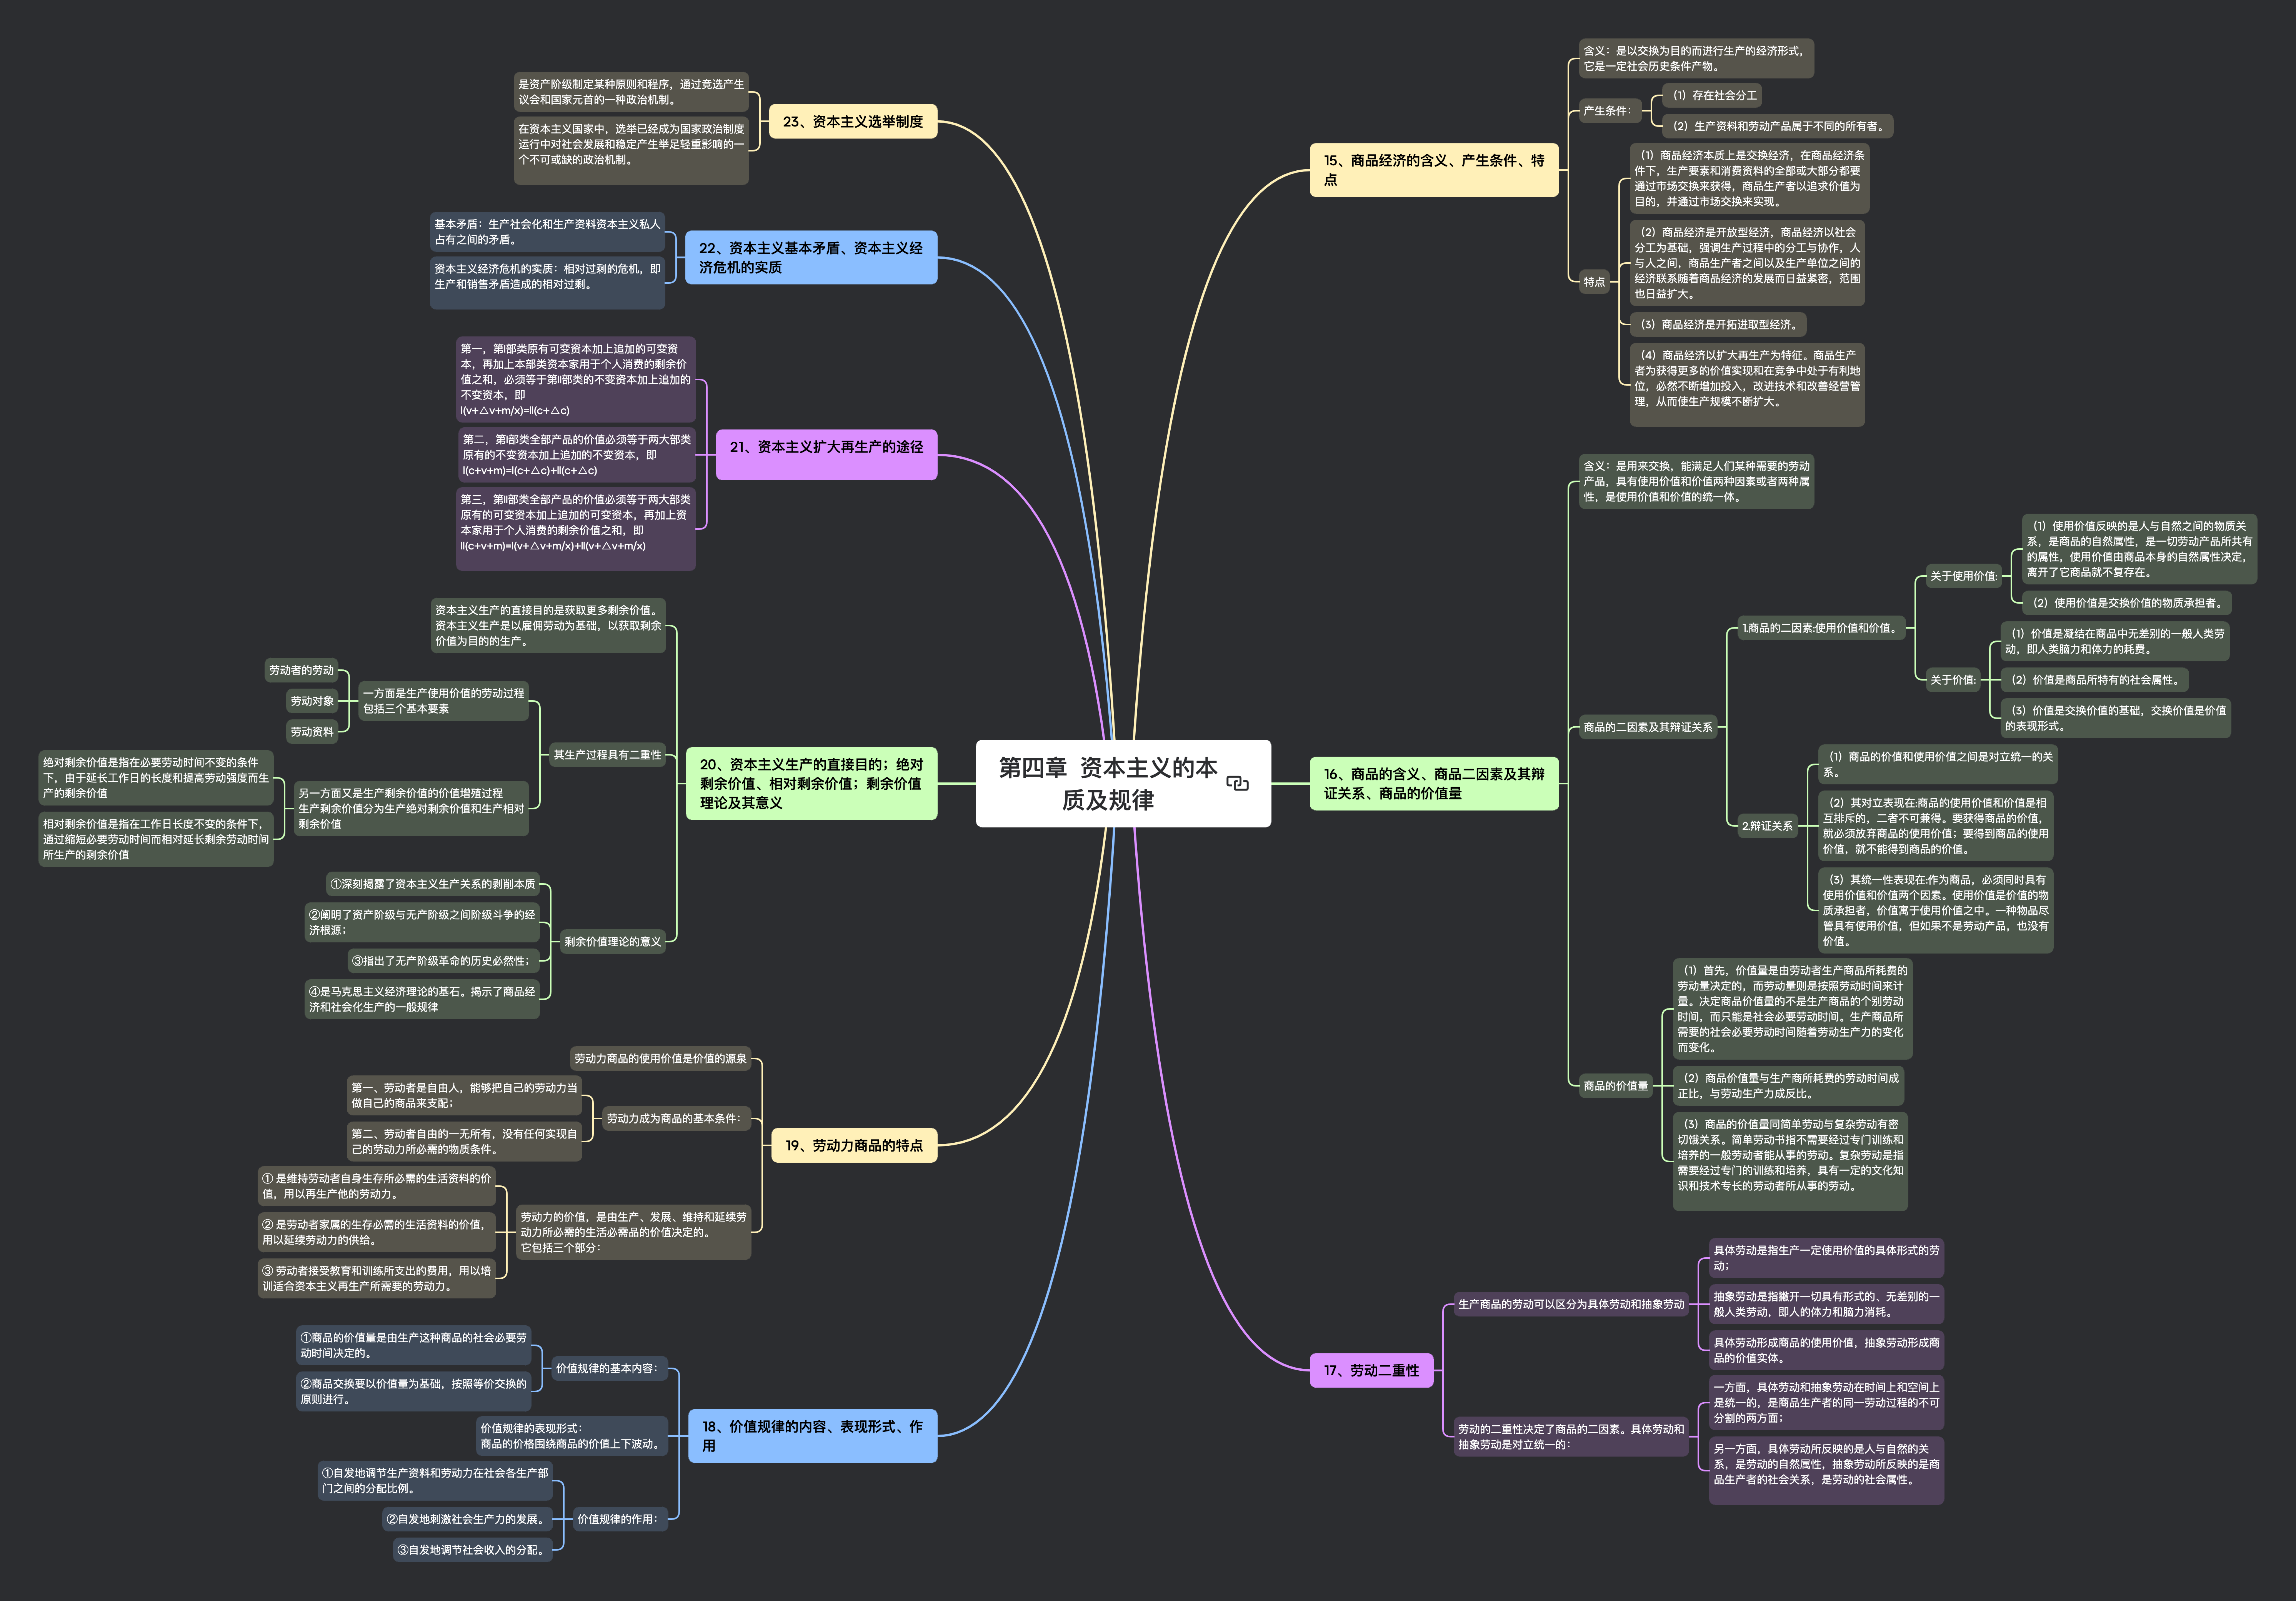 第四章 资本主义的本
质及规律
15、商品经济的含义、产生条件、特
点
含义：是以交换为目的而进行生产的经济形式，
它是一定社会历史条件产物。
产生条件：
（1）存在社会分工
（2）生产资料和劳动产品属于不同的所有者。
特点
（1）商品经济本质上是交换经济，在商品经济条
件下，生产要素和消费资料的全部或大部分都要
通过市场交换来获得，商品生产者以追求价值为
目的，并通过市场交换来实现。
（2）商品经济是开放型经济，商品经济以社会
分工为基础，强调生产过程中的分工与协作，人
与人之间，商品生产者之间以及生产单位之间的
经济联系随着商品经济的发展而日益紧密，范围
也日益扩大。
（3）商品经济是开拓进取型经济。
（4）商品经济以扩大再生产为特征。商品生产
者为获得更多的价值实现和在竞争中处于有利地
位，必然不断增加投入，改进技术和改善经营管
理，从而使生产规模不断扩大。
16、商品的含义、商品二因素及其辩
证关系、商品的价值量
含义：是用来交换，能满足人们某种需要的劳动
产品，具有使用价值和价值两种因素或者两种属
性，是使用价值和价值的统一体。
商品的二因素及其辩证关系
1.商品的二因素:使用价值和价值。
关于使用价值:
（1）使用价值反映的是人与自然之间的物质关
系，是商品的自然属性，是一切劳动产品所共有
的属性，使用价值由商品本身的自然属性决定，
离开了它商品就不复存在。
（2）使用价值是交换价值的物质承担者。
关于价值:
（1）价值是凝结在商品中无差别的一般人类劳
动，即人类脑力和体力的耗费。
（2）价值是商品所特有的社会属性。
（3）价值是交换价值的基础，交换价值是价值
的表现形式。
2.辩证关系
（1）商品的价值和使用价值之间是对立统一的关
系。
（2）其对立表现在:商品的使用价值和价值是相
互排斥的，二者不可兼得。要获得商品的价值，
就必须放弃商品的使用价值；要得到商品的使用
价值，就不能得到商品的价值。
（3）其统一性表现在:作为商品，必须同时具有
使用价值和价值两个因素。使用价值是价值的物
质承担者，价值寓于使用价值之中。一种物品尽
管具有使用价值，但如果不是劳动产品，也没有
价值。
商品的价值量
（1）首先，价值量是由劳动者生产商品所耗费的
劳动量决定的，而劳动量则是按照劳动时间来计
量。决定商品价值量的不是生产商品的个别劳动
时间，而只能是社会必要劳动时间。生产商品所
需要的社会必要劳动时间随着劳动生产力的变化
而变化。
（2）商品价值量与生产商所耗费的劳动时间成
正比，与劳动生产力成反比。
（3）商品的价值量同简单劳动与复杂劳动有密
切饿关系。简单劳动书指不需要经过专门训练和
培养的一般劳动者能从事的劳动。复杂劳动是指
需要经过专门的训练和培养，具有一定的文化知
识和技术专长的劳动者所从事的劳动。
17、劳动二重性
生产商品的劳动可以区分为具体劳动和抽象劳动
具体劳动是指生产一定使用价值的具体形式的劳
动；
抽象劳动是指撇开一切具有形式的、无差别的一
般人类劳动，即人的体力和脑力消耗。
具体劳动形成商品的使用价值，抽象劳动形成商
品的价值实体。
劳动的二重性决定了商品的二因素。具体劳动和
抽象劳动是对立统一的：
一方面，具体劳动和抽象劳动在时间上和空间上
是统一的，是商品生产者的同一劳动过程的不可
分割的两方面；
另一方面，具体劳动所反映的是人与自然的关
系，是劳动的自然属性，抽象劳动所反映的是商
品生产者的社会关系，是劳动的社会属性。
18、价值规律的内容、表现形式、作
用
价值规律的基本内容：
①商品的价值量是由生产这种商品的社会必要劳
动时间决定的。
②商品交换要以价值量为基础，按照等价交换的
原则进行。
价值规律的表现形式：
商品的价格围绕商品的价值上下波动。
价值规律的作用：
①自发地调节生产资料和劳动力在社会各生产部
门之间的分配比例。
②自发地刺激社会生产力的发展。
③自发地调节社会收入的分配。
19、劳动力商品的特点
劳动力商品的使用价值是价值的源泉
劳动力成为商品的基本条件：
第一、劳动者是自由人，能够把自己的劳动力当
做自己的商品来支配；
第二、劳动者自由的一无所有，没有任何实现自
己的劳动力所必需的物质条件。
劳动力的价值，是由生产、发展、维持和延续劳
动力所必需的生活必需品的价值决定的。
它包括三个部分：
① 是维持劳动者自身生存所必需的生活资料的价
值，用以再生产他的劳动力。
② 是劳动者家属的生存必需的生活资料的价值，
用以延续劳动力的供给。
③ 劳动者接受教育和训练所支出的费用，用以培
训适合资本主义再生产所需要的劳动力。
20、资本主义生产的直接目的；绝对
剩余价值、相对剩余价值；剩余价值
理论及其意义
资本主义生产的直接目的是获取更多剩余价值。
资本主义生产是以雇佣劳动为基础，以获取剩余
价值为目的的生产。
其生产过程具有二重性
一方面是生产使用价值的劳动过程
包括三个基本要素
劳动者的劳动
劳动对象
劳动资料
另一方面又是生产剩余价值的价值增殖过程
生产剩余价值分为生产绝对剩余价值和生产相对
剩余价值
绝对剩余价值是指在必要劳动时间不变的条件
下，由于延长工作日的长度和提高劳动强度而生
产的剩余价值
相对剩余价值是指在工作日长度不变的条件下，
通过缩短必要劳动时间而相对延长剩余劳动时间
所生产的剩余价值
剩余价值理论的意义
①深刻揭露了资本主义生产关系的剥削本质
②阐明了资产阶级与无产阶级之间阶级斗争的经
济根源；
③指出了无产阶级革命的历史必然性；
④是马克思主义经济理论的基石。揭示了商品经
济和社会化生产的一般规律
21、资本主义扩大再生产的途径
第一，第Ⅰ部类原有可变资本加上追加的可变资
本，再加上本部类资本家用于个人消费的剩余价
值之和，必须等于第Ⅱ部类的不变资本加上追加的
不变资本，即
Ⅰ(v+△v+m/x)=Ⅱ(c+△c)
第二，第Ⅰ部类全部产品的价值必须等于两大部类
原有的不变资本加上追加的不变资本，即
Ⅰ(c+v+m)=Ⅰ(c+△c)+Ⅱ(c+△c)
第三，第Ⅱ部类全部产品的价值必须等于两大部类
原有的可变资本加上追加的可变资本，再加上资
本家用于个人消费的剩余价值之和，即
Ⅱ(c+v+m)=Ⅰ(v+△v+m/x)+Ⅱ(v+△v+m/x)
22、资本主义基本矛盾、资本主义经
济危机的实质
基本矛盾：生产社会化和生产资料资本主义私人
占有之间的矛盾。
资本主义经济危机的实质：相对过剩的危机，即
生产和销售矛盾造成的相对过剩。
23、资本主义选举制度
是资产阶级制定某种原则和程序，通过竞选产生
议会和国家元首的一种政治机制。
在资本主义国家中，选举已经成为国家政治制度
运行中对社会发展和稳定产生举足轻重影响的一
个不可或缺的政治机制。